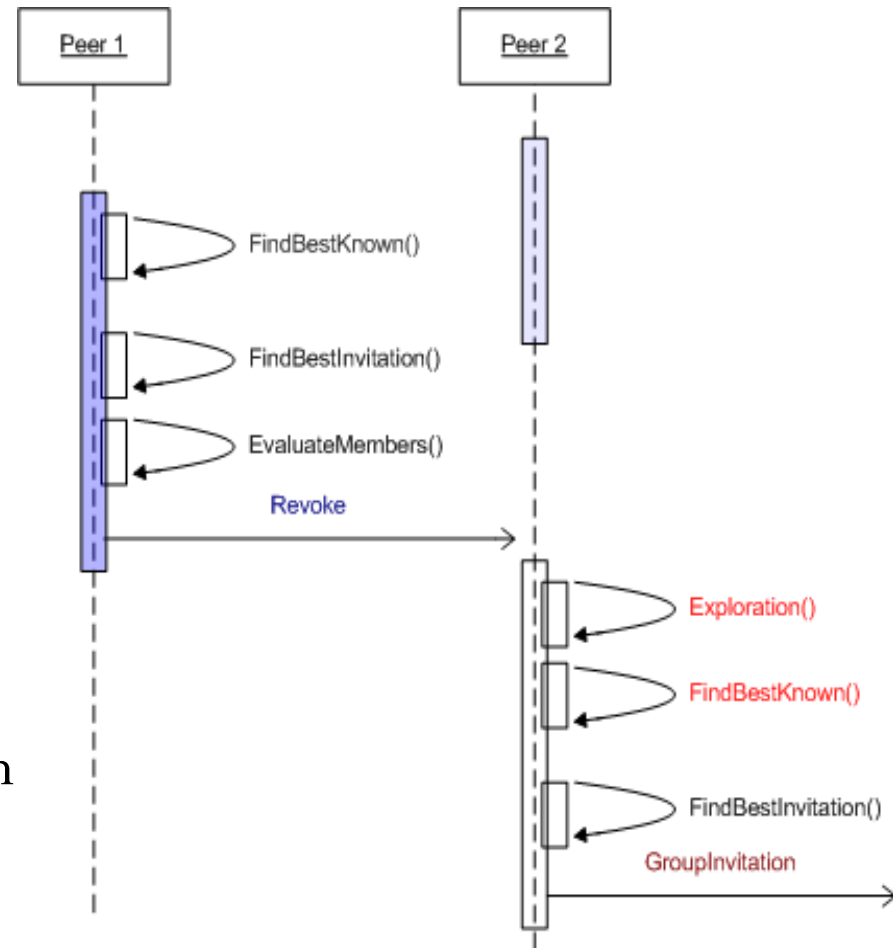 Peer 1
Peer 2
FindBestKnown()
FindBestInvitation()
EvaluateMembers()
Revoke
Exploration()
FindBestKnown()
n
FindBestInvitation()
GroupInvitation